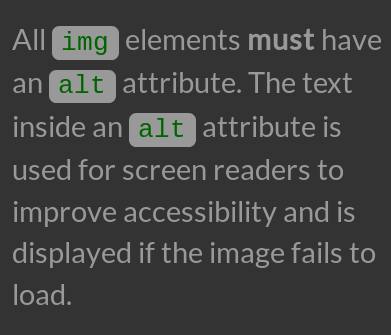 All img elements must have
an alt attribute. The text
inside an alt attribute is
used for screen readers to
improve accessibility and is
displayed if the image fails to
load.